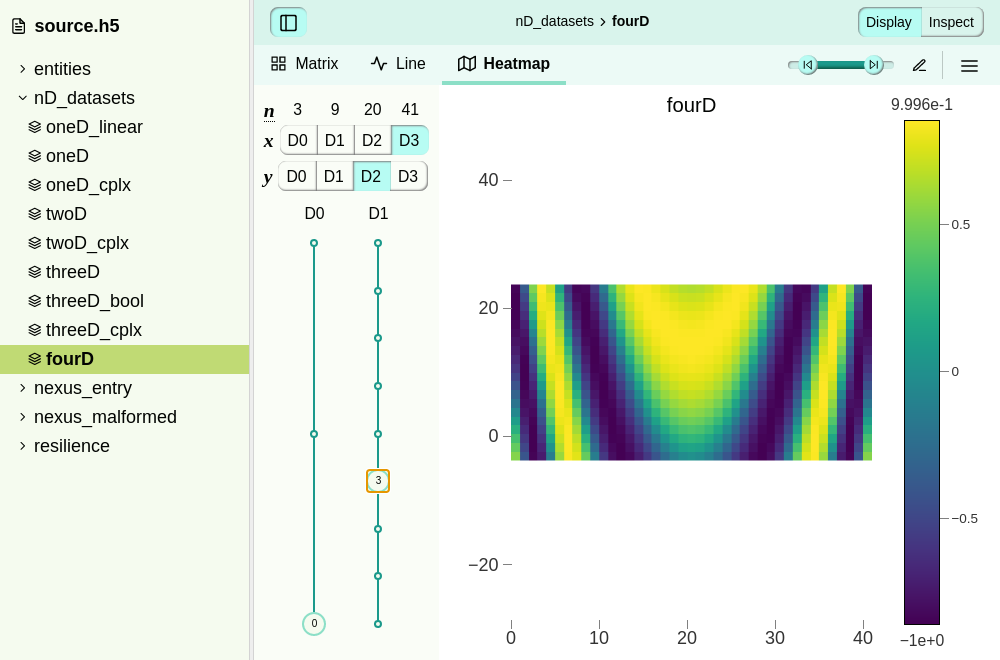 source.h5
nD_datasets > fourD
Display Inspect
entities
nD_datasets
oneD_linear
oneD
oneD_cplx
twoD
twoD_cplx
threeD
threeD_bool
threeD_cplx
fourD
nexus_entry
nexus_malformed
resilience
Matrix Line Heatmap
n 3 9 20 41
x D0 D1 D2 D3
y D0 D1 D2 D3
D0 D1
3
0
fourD
40
20
0
−20
0 10 20 30 40
9.996e-1
0.5
0
−0.5
−1e+0